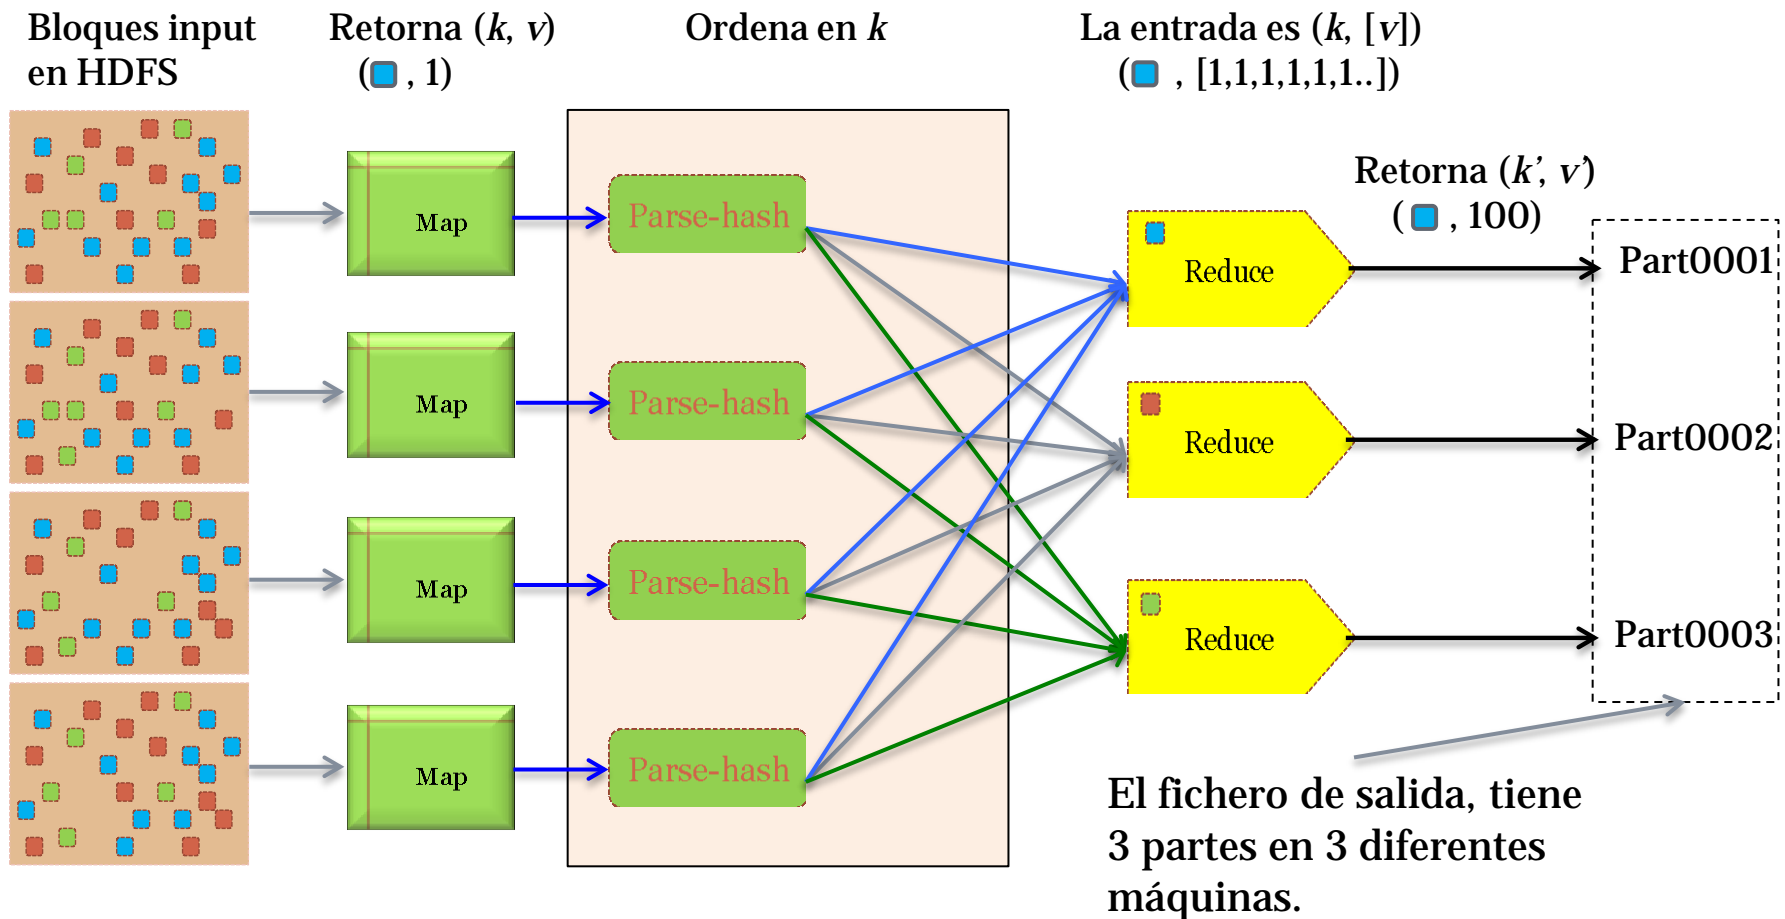 Bloques input
en HDFS
Retorna (k, v)
( , 1)
Ordena en k
La entrada es (k, [v])
( , [1,1,1,1,1,1..])
Map
Parse-hash
Reduce
Retorna (k’, v’)
( , 100)
Part0001
Map
Parse-hash
Reduce
Part0002
Map
Parse-hash
Reduce
Part0003
Map
Parse-hash
El fichero de salida, tiene
3 partes en 3 diferentes
máquinas.